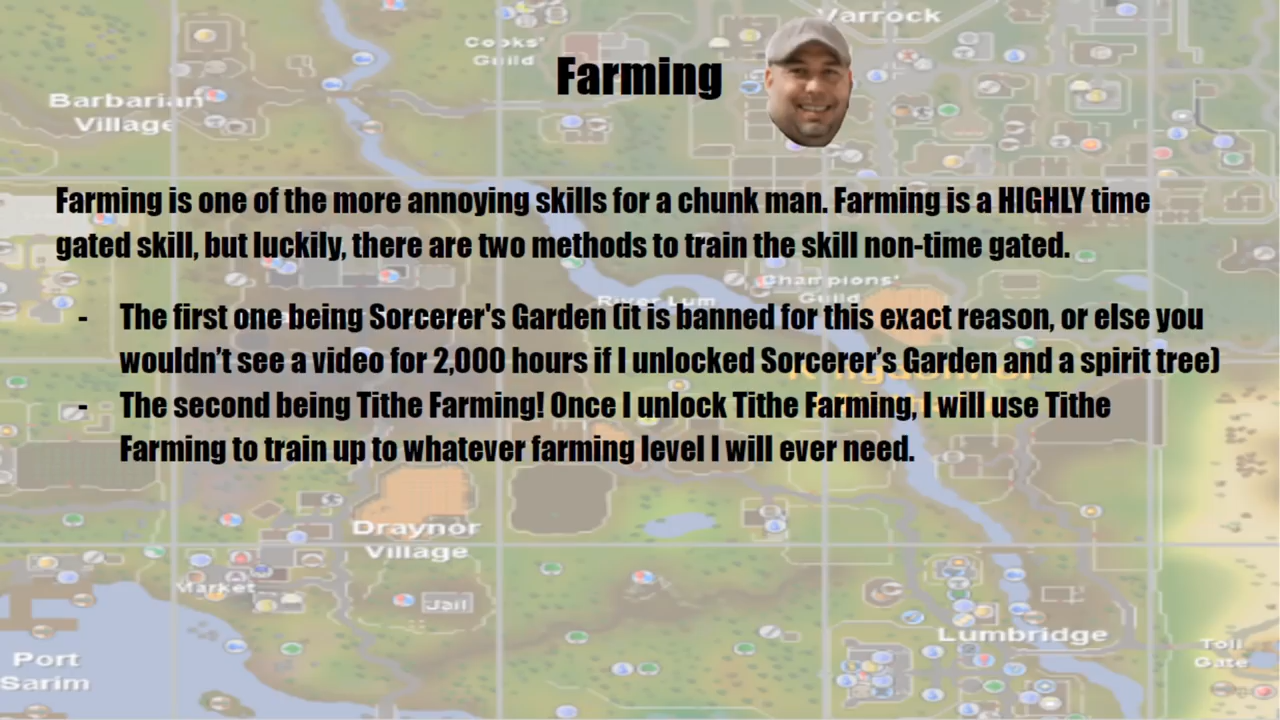 Varrock
Cooks'
Guild
Farming
Barbarian
Village
Farming is one of the more annoying skills for a chunk man. Farming is a HIGHLY time
gated skill, but luckily, there are two methods to train the skill non-time gated.
Champions'
Guild
River Lum
- The first one being Sorcerer's Garden (it is banned for this exact reason, or else you
wouldn't see a video for 2,000 hours if I unlocked Sorcerer's Garden and a spirit tree)
- The second being Tithe Farming! Once I unlock Tithe Farming, I will use Tithe
Farming to train up to whatever farming level I will ever need.
Draynor
Village
Market
Jail
Lumbridge
Toll
Gate
Port
Sarim